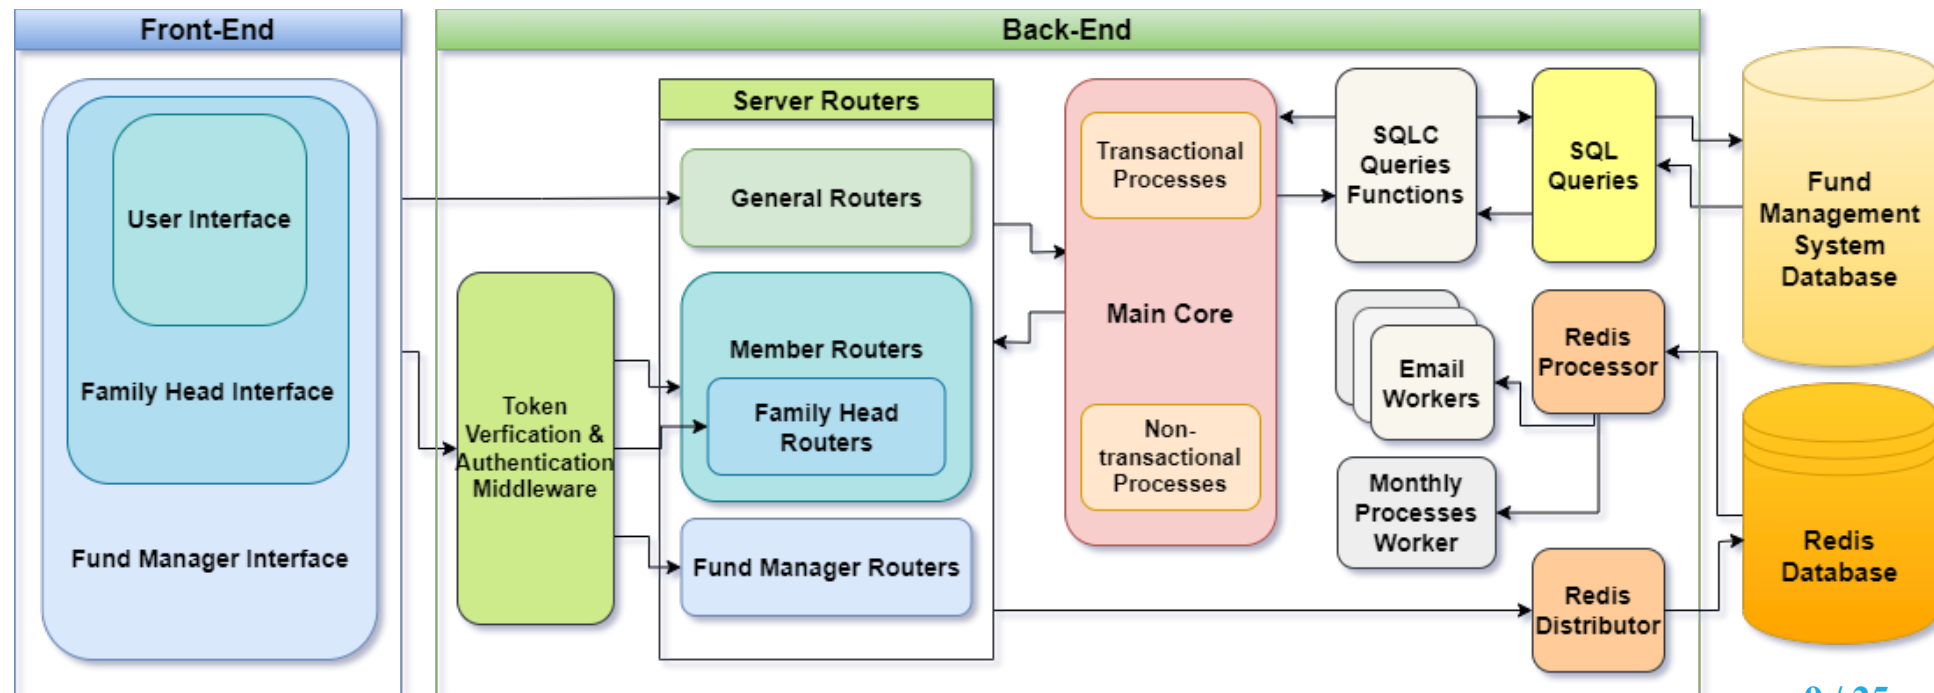 Front-End
Back-End
User Interface
Family Head Interface
Fund Manager Interface
Token
Verfication &
Authentication
Middleware
Server Routers
General Routers
Member Routers
Family Head
Routers
Fund Manager Routers
Transactional
Processes
Main Core
Non-
transactional
Processes
SQLC
Queries
Functions
SQL
Queries
Email
Workers
Redis
Processor
Monthly
Processes
Worker
Redis
Distributor
Fund
Management
System
Database
Redis
Database
9 / 25